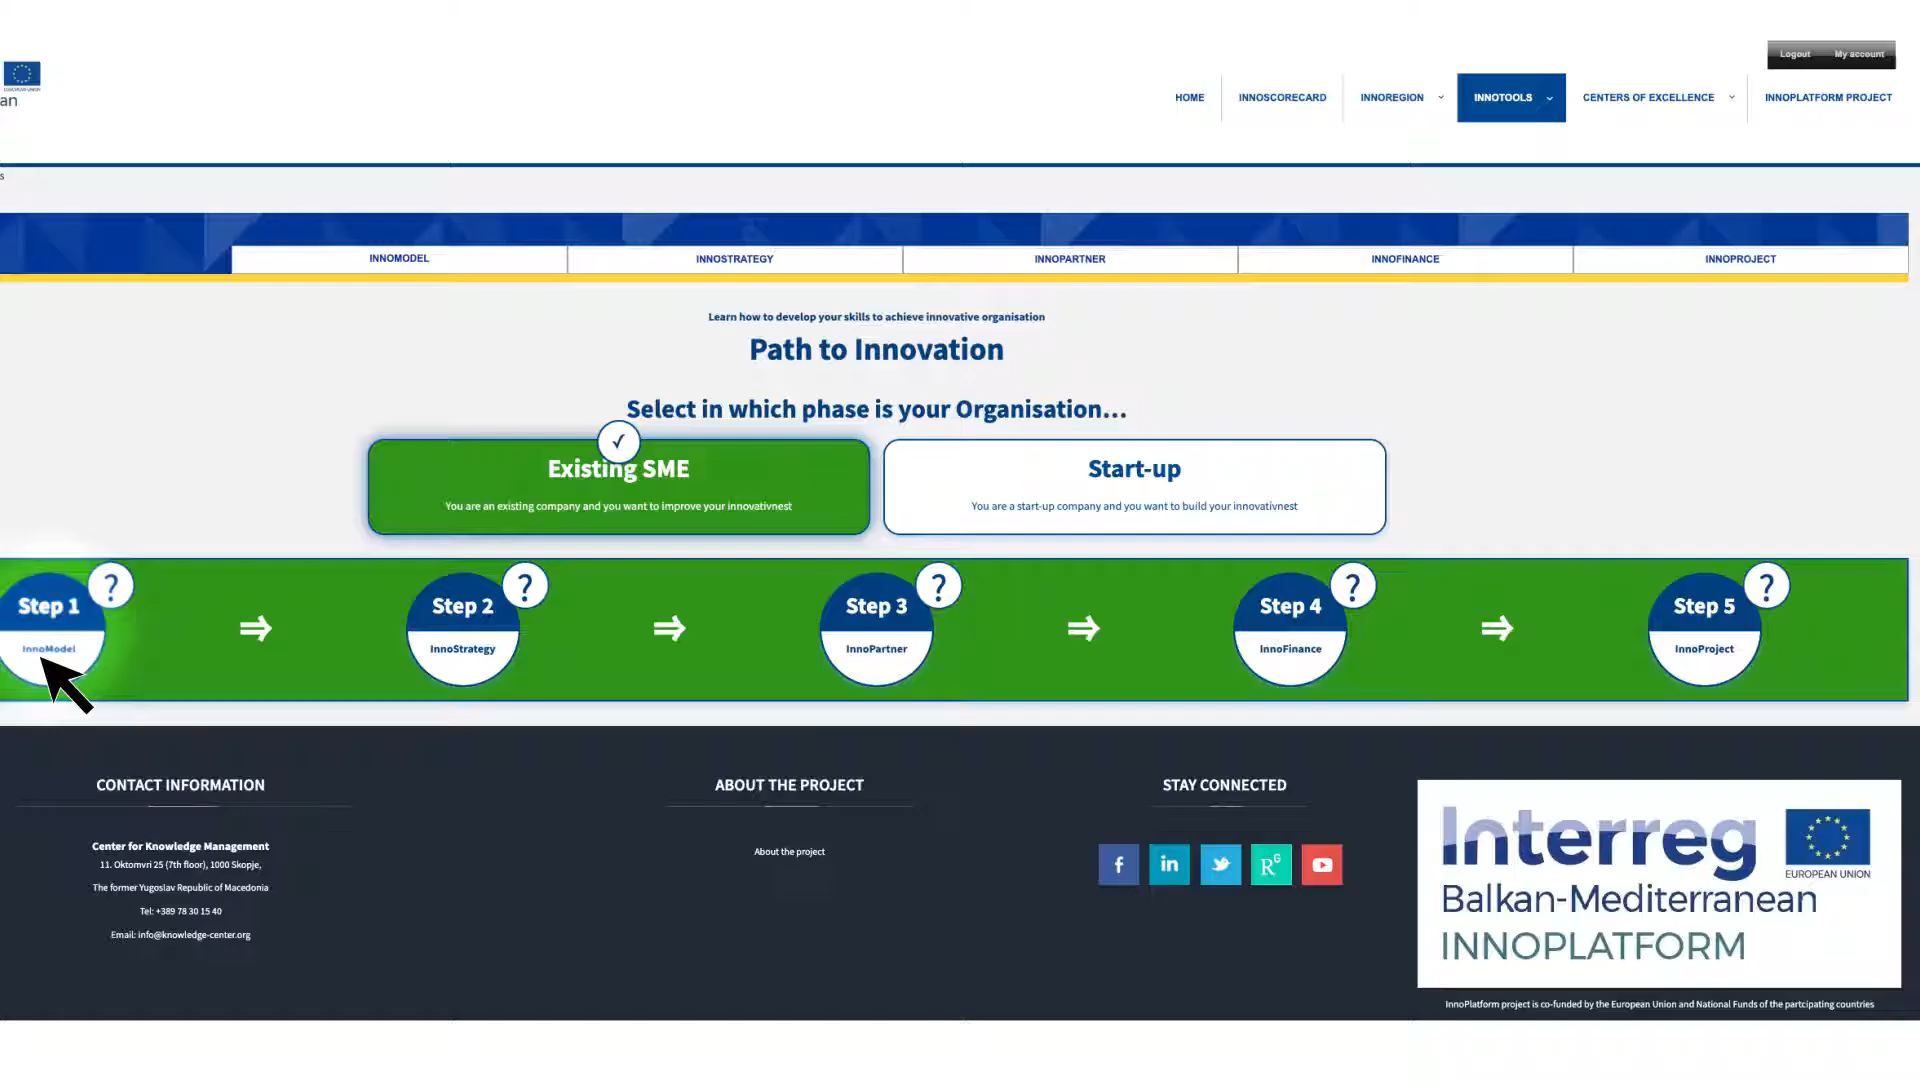 Logout My account
EUROPEAN UNION
an
HOME INNOSCORECARD INNOREGION INNOTOOLS CENTERS OF EXCELLENCE INNOPLATFORM PROJECT
s
INNOMODEL INNOSTRATEGY INNOPARTNER INNOFINANCE INNOPROJECT
Learn how to develop your skills to achieve innovative organisation
Path to Innovation
Select in which phase is your Organisation...
✓
Existing SME
You are an existing company and you want to improve your innovativnest
Start-up
You are a start-up company and you want to build your innovativnest
Step 1 ? ⇒ Step 2 ? ⇒ Step 3 ? ⇒ Step 4 ? ⇒ Step 5 ?
InnoModel InnoStrategy InnoPartner InnoFinance InnoProject
CONTACT INFORMATION
Center for Knowledge Management
11. Oktomvri 25 (7th floor), 1000 Skopje,
The former Yugoslav Republic of Macedonia
Tel: +389 78 30 15 40
Email: info@knowledge-center.org
ABOUT THE PROJECT
About the project
STAY CONNECTED
f in RG
Interreg
EUROPEAN UNION
Balkan-Mediterranean
INNOPLATFORM
InnoPlatform project is co-funded by the European Union and National Funds of the partcipating countries